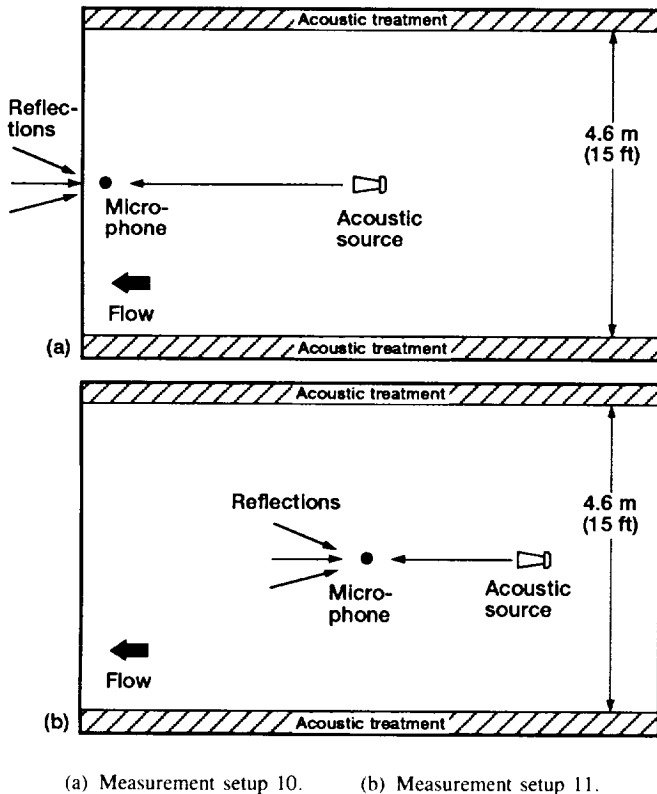 Acoustic treatment
Reflec-
tions
4.6 m
(15 ft)
Micro-
phone
Acoustic
source
Flow
(a)
Acoustic treatment
Acoustic treatment
Reflections
4.6 m
(15 ft)
Micro-
phone
Acoustic
source
Flow
(b)
Acoustic treatment
(a) Measurement setup 10. (b) Measurement setup 11.